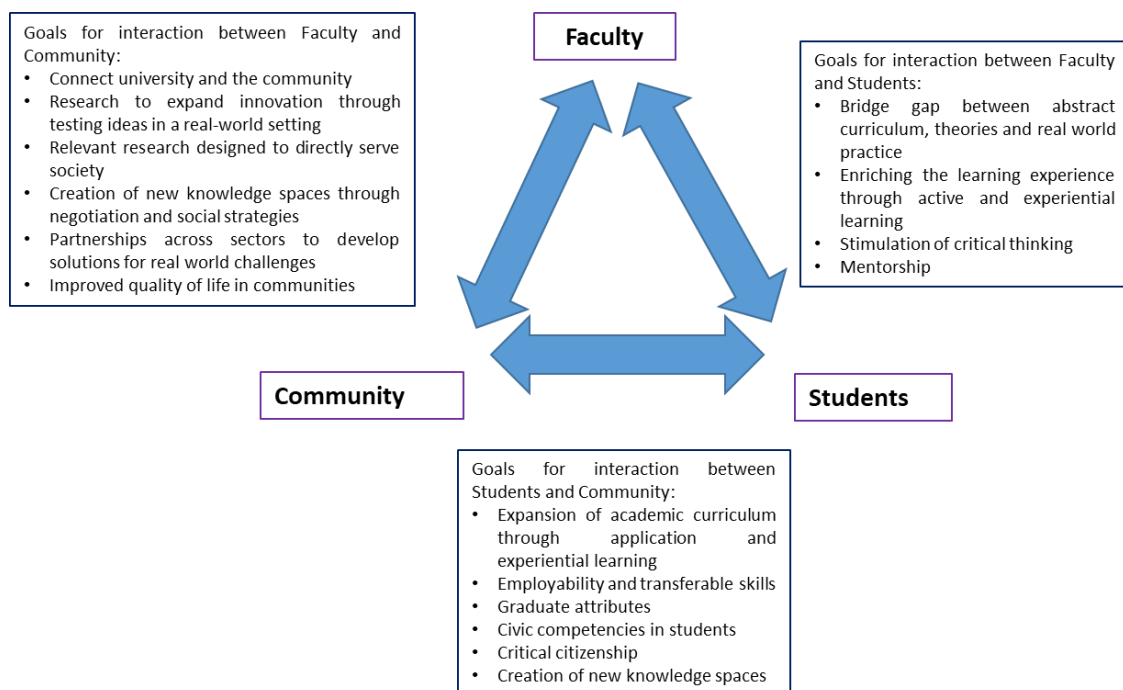 Faculty
Goals for interaction between Faculty and
Community:
• Connect university and the community
• Research to expand innovation through
testing ideas in a real-world setting
• Relevant research designed to directly serve
society
• Creation of new knowledge spaces through
negotiation and social strategies
• Partnerships across sectors to develop
solutions for real world challenges
• Improved quality of life in communities
Goals for interaction between Faculty
and Students:
• Bridge gap between abstract
curriculum, theories and real world
practice
• Enriching the learning experience
through active and experiential
learning
• Stimulation of critical thinking
• Mentorship
Community
Students
Goals for interaction between
Students and Community:
• Expansion of academic curriculum
through application and
experiential learning
• Employability and transferable skills
• Graduate attributes
• Civic competencies in students
• Critical citizenship
• Creation of new knowledge spaces